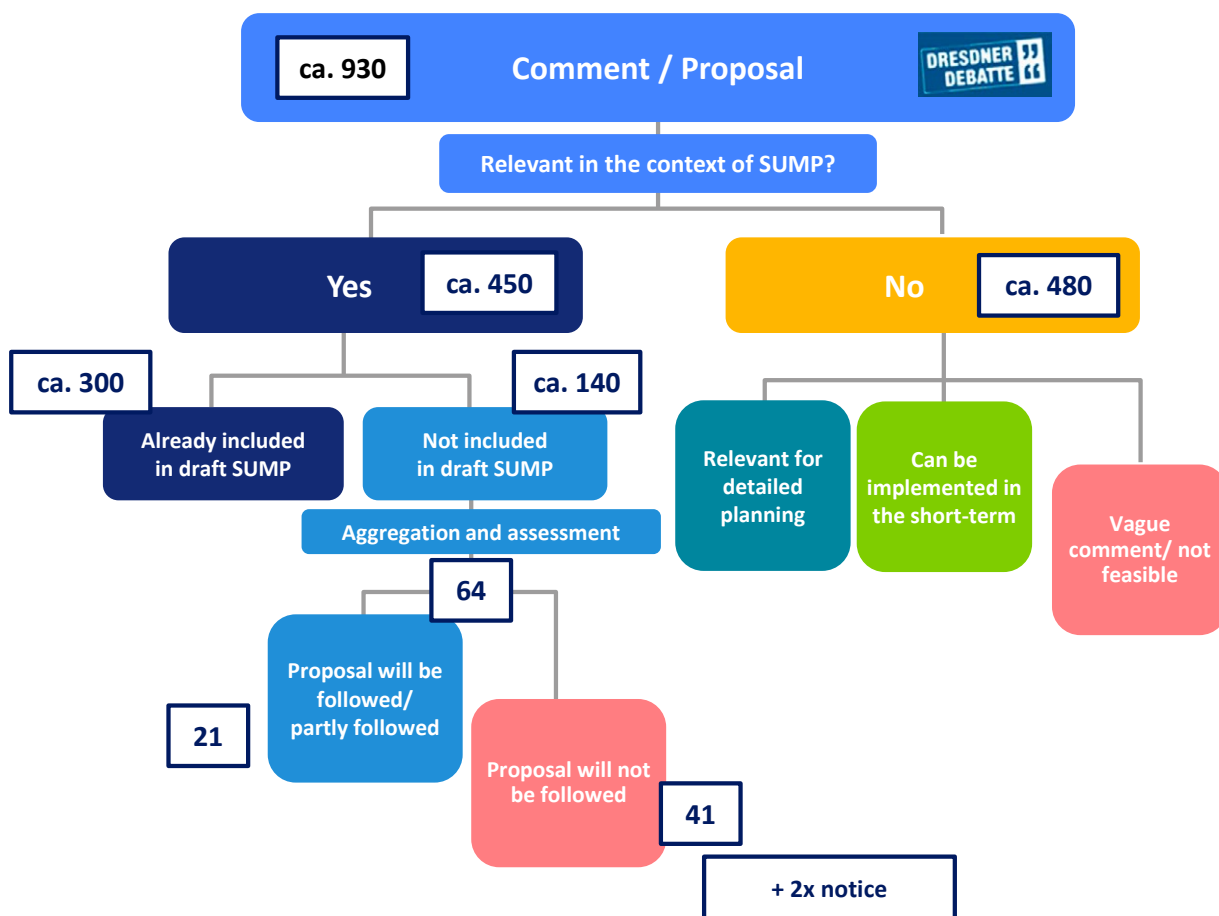 ca. 930
Comment / Proposal
DRESDNER
DEBATTE
Relevant in the context of SUMP?
Yes
ca. 450
No
ca. 480
ca. 300
ca. 140
Already included
in draft SUMP
Not included
in draft SUMP
Relevant for
detailed
planning
Can be
implemented in
the short-term
Vague
comment/ not
feasible
Aggregation and assessment
64
Proposal will be
followed/
partly followed
21
Proposal will not
be followed
41
+ 2x notice